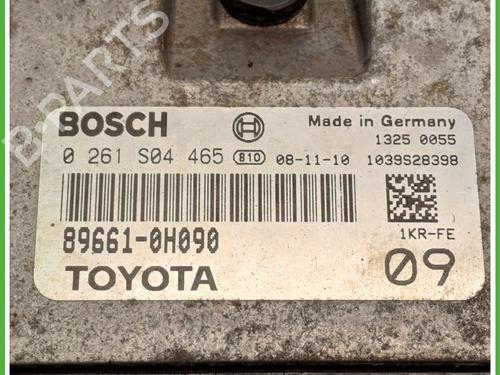 BOSCH
Made in Germany
1325 0055
0 261 S04 465 810 08-11-10 1039S28398
89661-0H090
1KR-FE
TOYOTA
09
B-PARTS